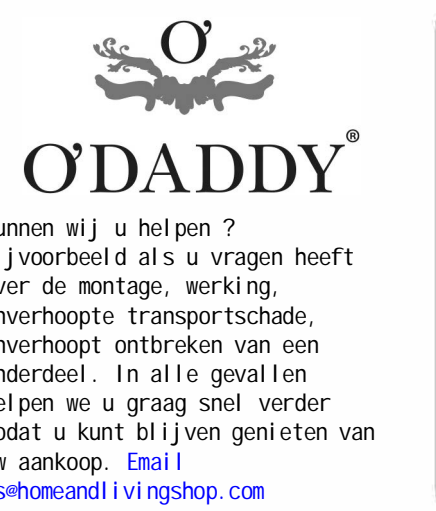 O'
O'DADDY®
unnen wij u helpen ?
ijvoorbeeld als u vragen heeft
ver de montage, werking,
nverhoopte transportschade,
nverhoopt ontbreken van een
nderdeel. In alle gevallen
elpen we u graag snel verder
odat u kunt blijven genieten van
w aankoop. Email
s@homeandlivingshop.com